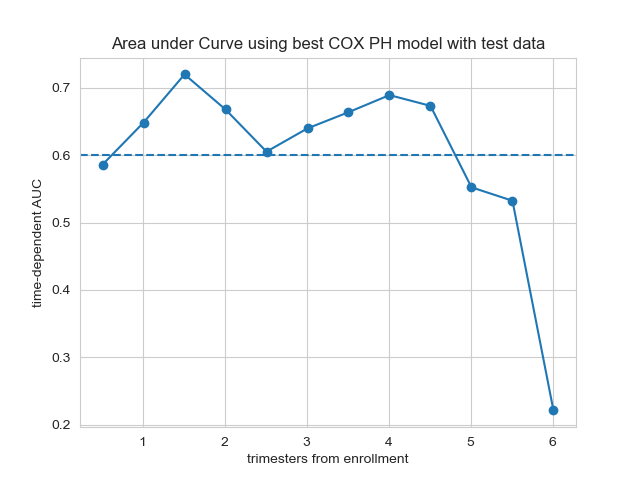 Area under Curve using best COX PH model with test data
time-dependent AUC
0.7
0.6
0.5
0.4
0.3
0.2
1 2 3 4 5 6
trimesters from enrollment